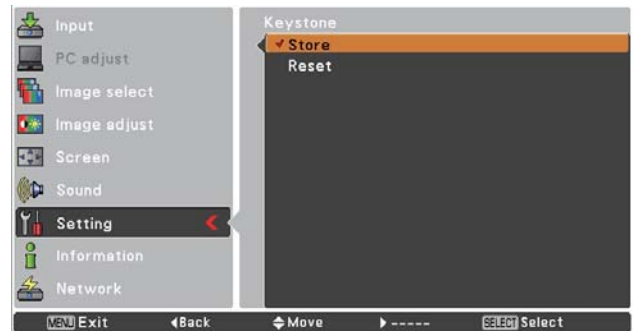 Input
PC adjust
Image select
Image adjust
Screen
Sound
Setting
Information
Network
Keystone
Store
Reset
MENU Exit ◀Back ◆Move ▶----- SELECT Select